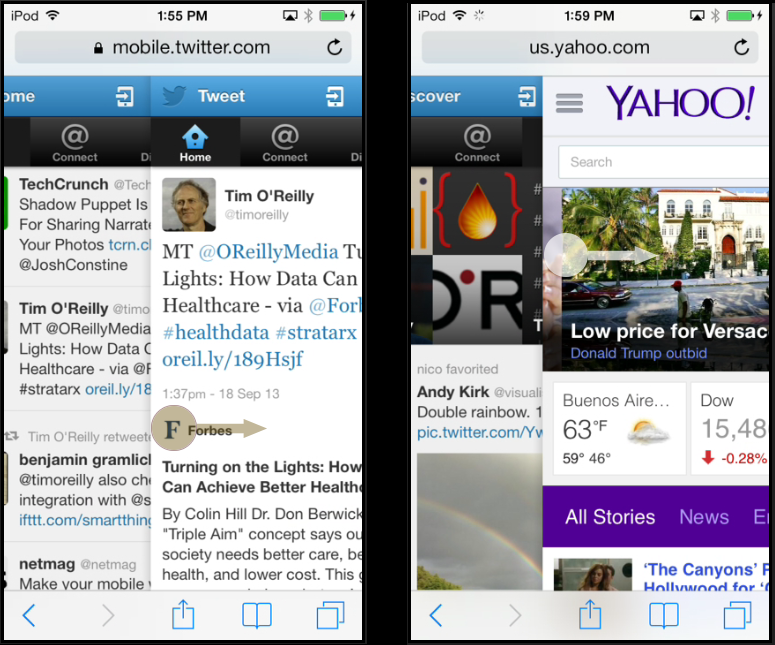 iPod 1:55 PM
mobile.twitter.com
ome
Tweet
Connect
Di
Home
@
Connect
Di
TechCrunch @Tech
Shadow Puppet Is
For Sharing Narrate
Your Photos tcrn.c
@JoshConstine
Tim O'Reilly @timo
MT @OReillyMedia
Lights: How Data C
Healthcare - via @F
#stratarx oreil.ly/18
Tim O'Reilly retweete
benjamin gramlich
@timoreilly also che
integration with @s
ifttt.com/smartthing
netmag @netmag
Make your mobile
Tim O'Reilly
@timoreilly
MT @OReillyMedia Tu
Lights: How Data Can
Healthcare - via @Forb
#healthdata #stratarx
oreil.ly/189Hsjf
1:37pm - 18 Sep 13
F Forbes
Turning on the Lights: How
Can Achieve Better Healthc
By Colin Hill Dr. Don Berwick
"Triple Aim" concept says ou
society needs better care, be
health, and lower cost. This g
iPod 1:59 PM
us.yahoo.com
scover
@
Connect
nico favorited
Andy Kirk @visuali
Double rainbow. 1
pic.twitter.com/Yw
YAHOO!
Search
Low price for Versac
Donald Trump outbid
Buenos Aire...
63°F
59° 46°
Dow
15,48
-0.28%
All Stories News En
'The Canyons' F
Hollywood for 'G